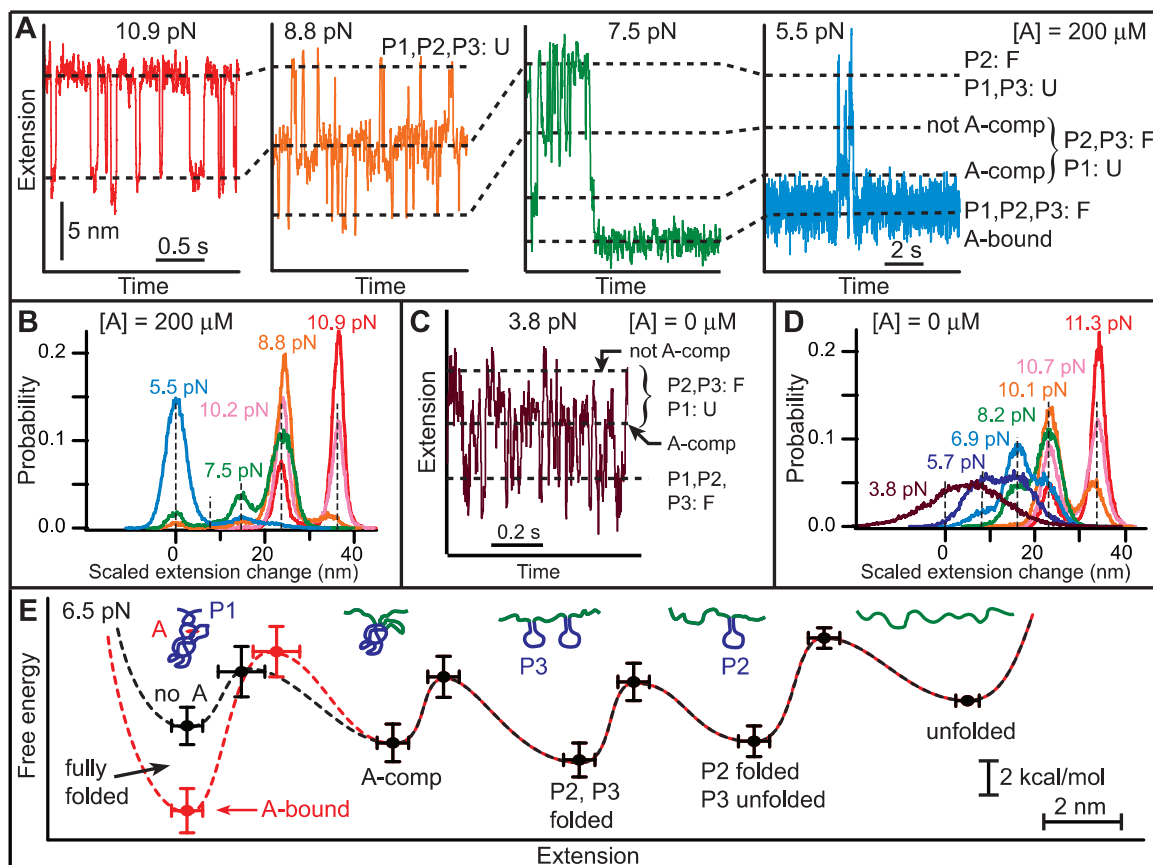 A
10.9 pN
8.8 pN
7.5 pN
5.5 pN
[A] = 200 µM
P1,P2,P3: U
P2: F
P1,P3: U
not A-comp
P2,P3: F
A-comp
P1: U
P1,P2,P3: F
A-bound
Extension
5 nm
0.5 s
2 s
Time
Time
Time
Time
B
[A] = 200 µM
10.9 pN
8.8 pN
5.5 pN
10.2 pN
7.5 pN
Probability
0.2
0.1
0.0
0
20
40
Scaled extension change (nm)
C
3.8 pN
[A] = 0 µM
not A-comp
P2,P3: F
P1: U
A-comp
P1,P2,
P3: F
Extension
0.2 s
Time
D
[A] = 0 µM
11.3 pN
10.7 pN
10.1 pN
8.2 pN
6.9 pN
5.7 pN
3.8 pN
Probability
0.2
0.1
0.0
0
20
40
Scaled extension change (nm)
E
6.5 pN
P1
A
P3
P2
no A
fully
folded
A-bound
A-comp
P2, P3
folded
P2 folded
P3 unfolded
unfolded
2 kcal/mol
2 nm
Free energy
Extension